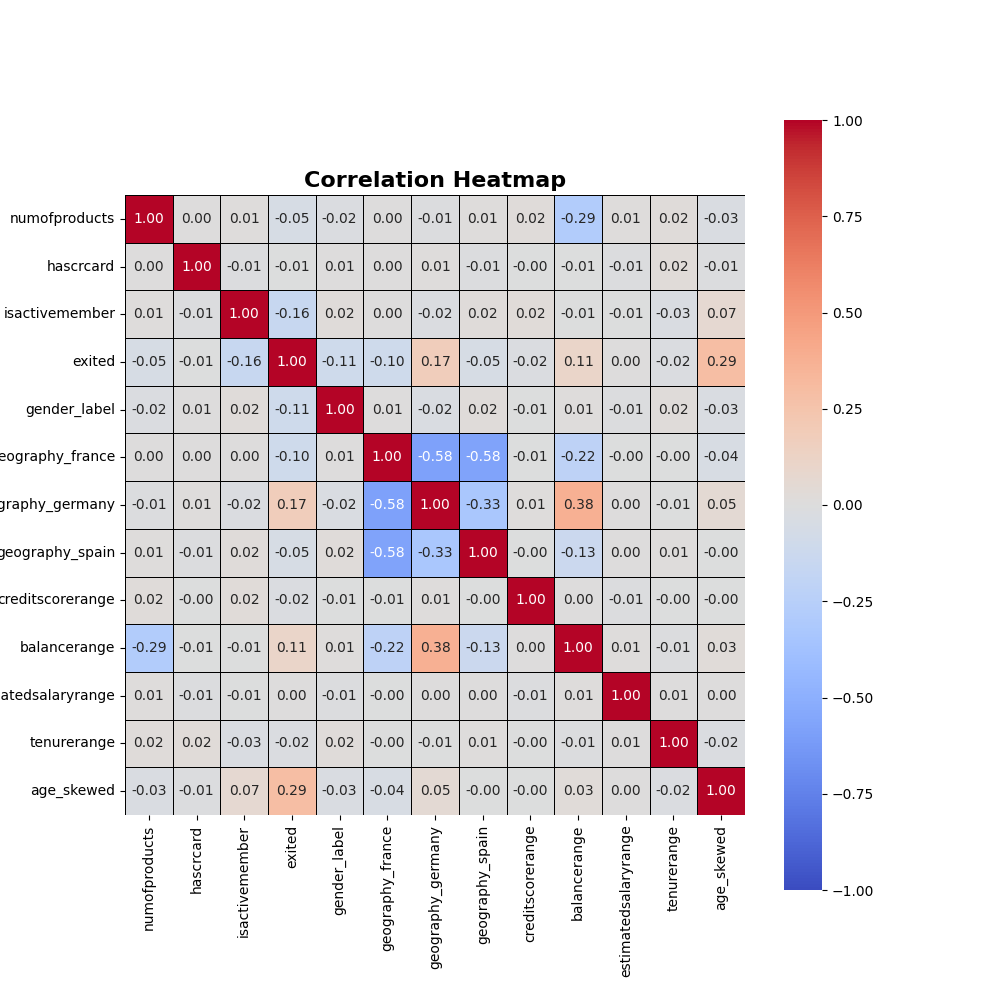 Correlation Heatmap
numofproducts 1.00 0.00 0.01 -0.05 -0.02 0.00 -0.01 0.01 0.02 -0.29 0.01 0.02 -0.03
hascrcard 0.00 1.00 -0.01 -0.01 0.01 0.00 0.01 -0.01 -0.00 -0.01 -0.01 0.02 -0.01
isactivemember 0.01 -0.01 1.00 -0.16 0.02 0.00 -0.02 0.02 0.02 -0.01 -0.01 -0.03 0.07
exited -0.05 -0.01 -0.16 1.00 -0.11 -0.10 0.17 -0.05 -0.02 0.11 0.00 -0.02 0.29
gender_label -0.02 0.01 0.02 -0.11 1.00 0.01 -0.02 0.02 -0.01 0.01 -0.01 0.02 -0.03
eography_france 0.00 0.00 0.00 -0.10 0.01 1.00 -0.58 -0.58 -0.01 -0.22 -0.00 -0.00 -0.04
graphy_germany -0.01 0.01 -0.02 0.17 -0.02 -0.58 1.00 -0.33 0.01 0.38 0.00 -0.01 0.05
geography_spain 0.01 -0.01 0.02 -0.05 0.02 -0.58 -0.33 1.00 -0.00 -0.13 0.00 0.01 -0.00
creditscorerange 0.02 -0.00 0.02 -0.02 -0.01 -0.01 0.01 -0.00 1.00 0.00 -0.01 -0.00 -0.00
balancerange -0.29 -0.01 -0.01 0.11 0.01 -0.22 0.38 -0.13 0.00 1.00 0.01 -0.01 0.03
atedsalaryrange 0.01 -0.01 -0.01 0.00 -0.01 -0.00 0.00 0.00 -0.01 0.01 1.00 0.01 0.00
tenurerange 0.02 0.02 -0.03 -0.02 0.02 -0.00 -0.01 0.01 -0.00 -0.01 0.01 1.00 -0.02
age_skewed -0.03 -0.01 0.07 0.29 -0.03 -0.04 0.05 -0.00 -0.00 0.03 0.00 -0.02 1.00
numofproducts
hascrcard
isactivemember
exited
gender_label
geography_france
geography_germany
geography_spain
creditscorerange
balancerange
estimatedsalaryrange
tenurerange
age_skewed
1.00
0.75
0.50
0.25
0.00
−0.25
−0.50
−0.75
−1.00